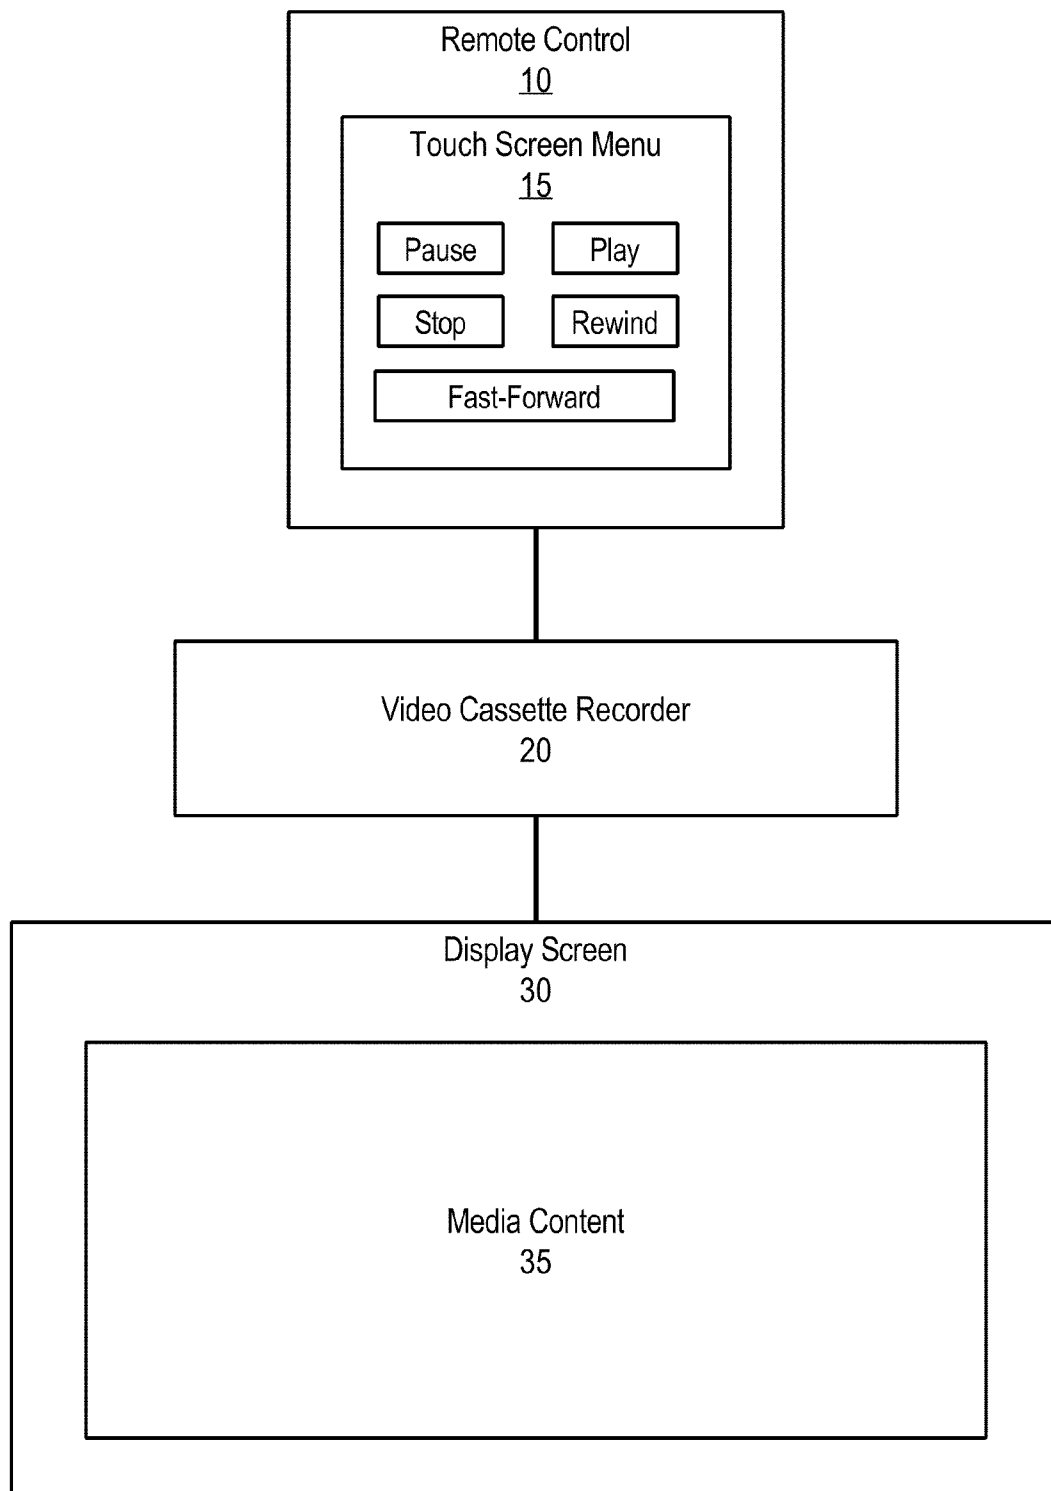 Remote Control
10
Touch Screen Menu
15
Pause Play
Stop Rewind
Fast-Forward
Video Cassette Recorder
20
Display Screen
30
Media Content
35